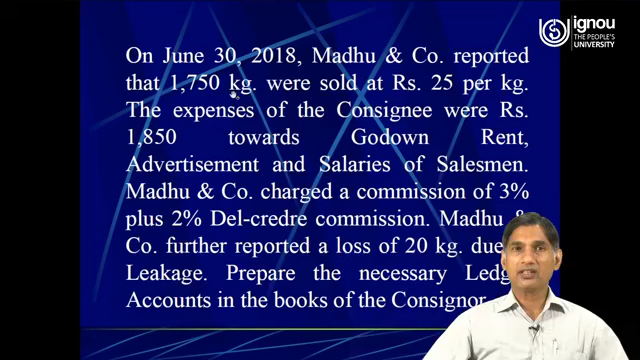 ignou
THE PEOPLE'S
UNIVERSITY
On June 30, 2018, Madhu & Co. reported
that 1,750 kg. were sold at Rs. 25 per kg.
The expenses of the Consignee were Rs.
1,850 towards Godown Rent,
Advertisement and Salaries of Salesmen.
Madhu & Co. charged a commission of 3%
plus 2% Del-credre commission. Madhu &
Co. further reported a loss of 20 kg. due
Leakage. Prepare the necessary
Accounts in the books of the Consignor